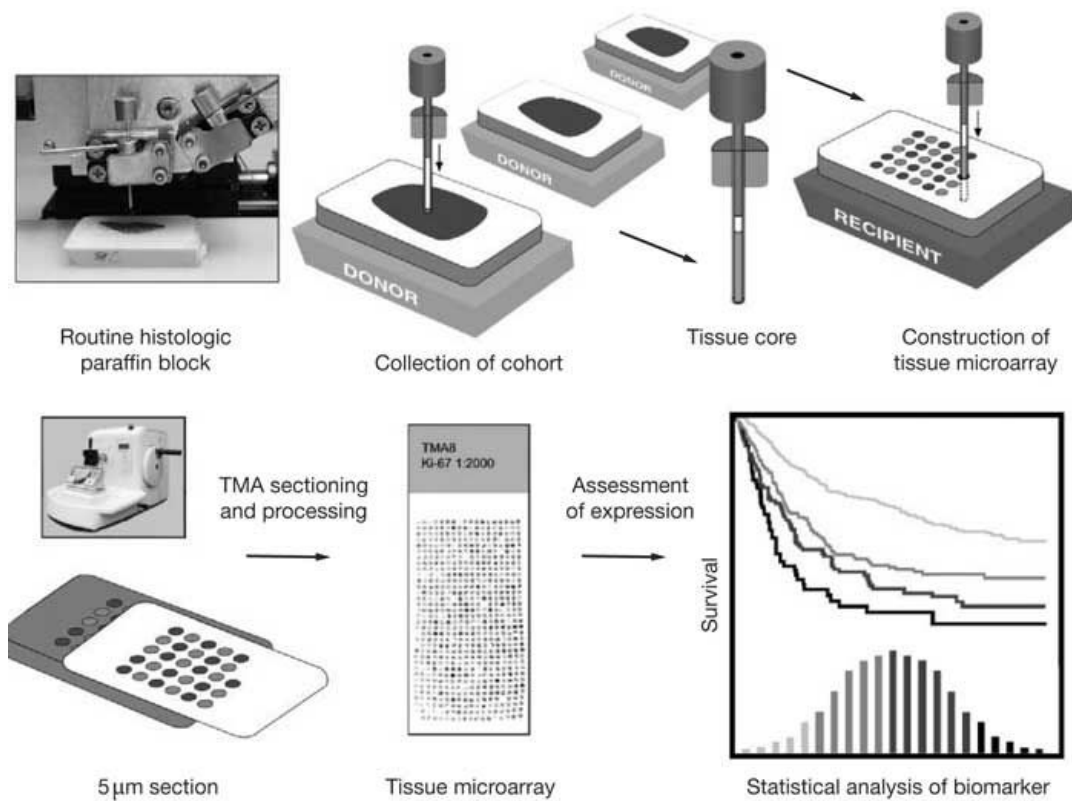 DONOR
DONOR
DONOR
RECIPIENT
Routine histologic
paraffin block
Collection of cohort
Tissue core
Construction of
tissue microarray
TMA sectioning
and processing
TMA8
Ki-67 1:2000
Assessment
of expression
Survival
5 µm section
Tissue microarray
Statistical analysis of biomarker